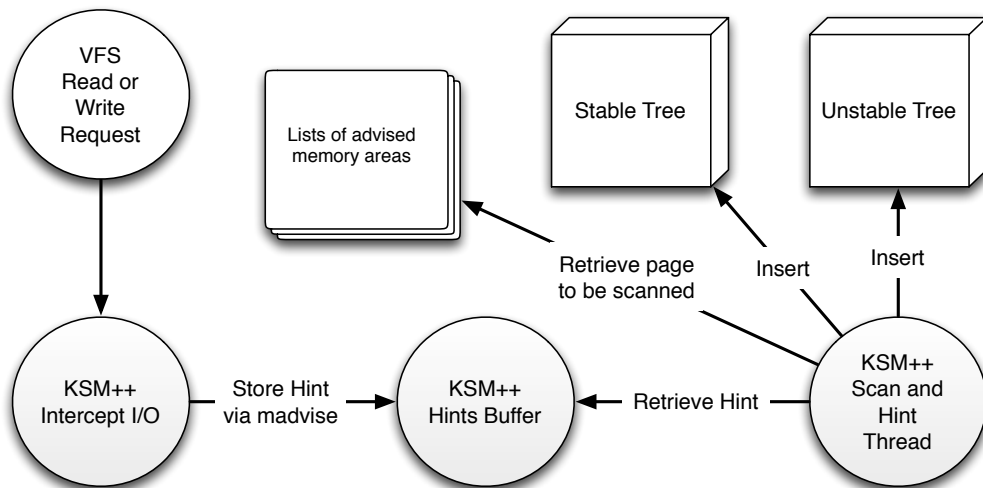 VFS
Read or
Write
Request
Lists of advised
memory areas
Stable Tree
Unstable Tree
Retrieve page
to be scanned
Insert
Insert
KSM++
Intercept I/O
Store Hint
via madvise
KSM++
Hints Buffer
Retrieve Hint
KSM++
Scan and
Hint
Thread